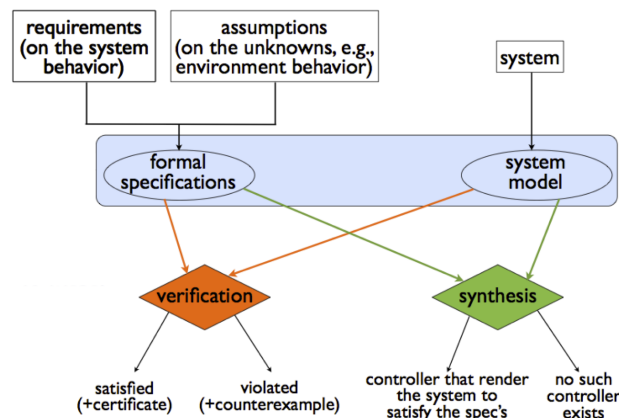 requirements
(on the system
behavior)
assumptions
(on the unknowns, e.g.,
environment behavior)
system
formal
specifications
system
model
verification
synthesis
satisfied
(+certificate)
violated
(+counterexample)
controller that render
the system to
satisfy the spec's
no such
controller
exists